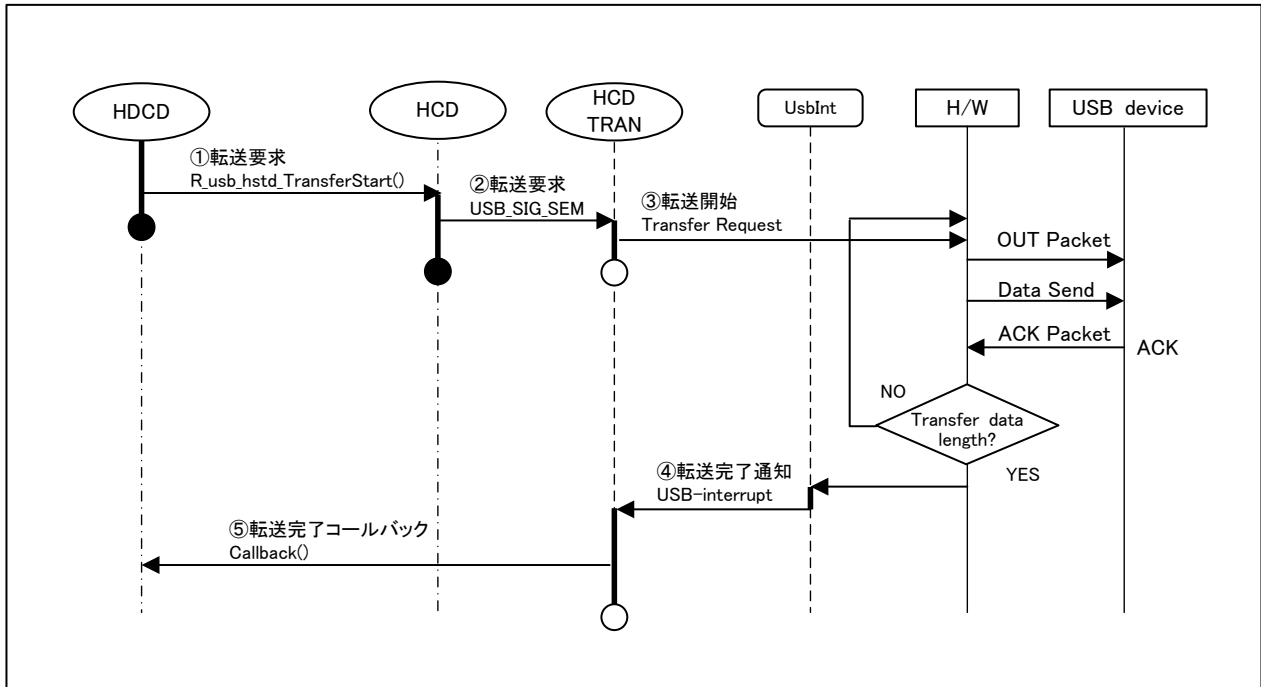 HDCD
HCD
HCD
TRAN
UsbInt
H/W
USB device
①転送要求
R_usb_hstd_TransferStart()
②転送要求
USB_SIG_SEM
③転送開始
Transfer Request
OUT Packet
Data Send
ACK Packet
ACK
NO
Transfer data
length?
YES
④転送完了通知
USB-interrupt
⑤転送完了コールバック
Callback()